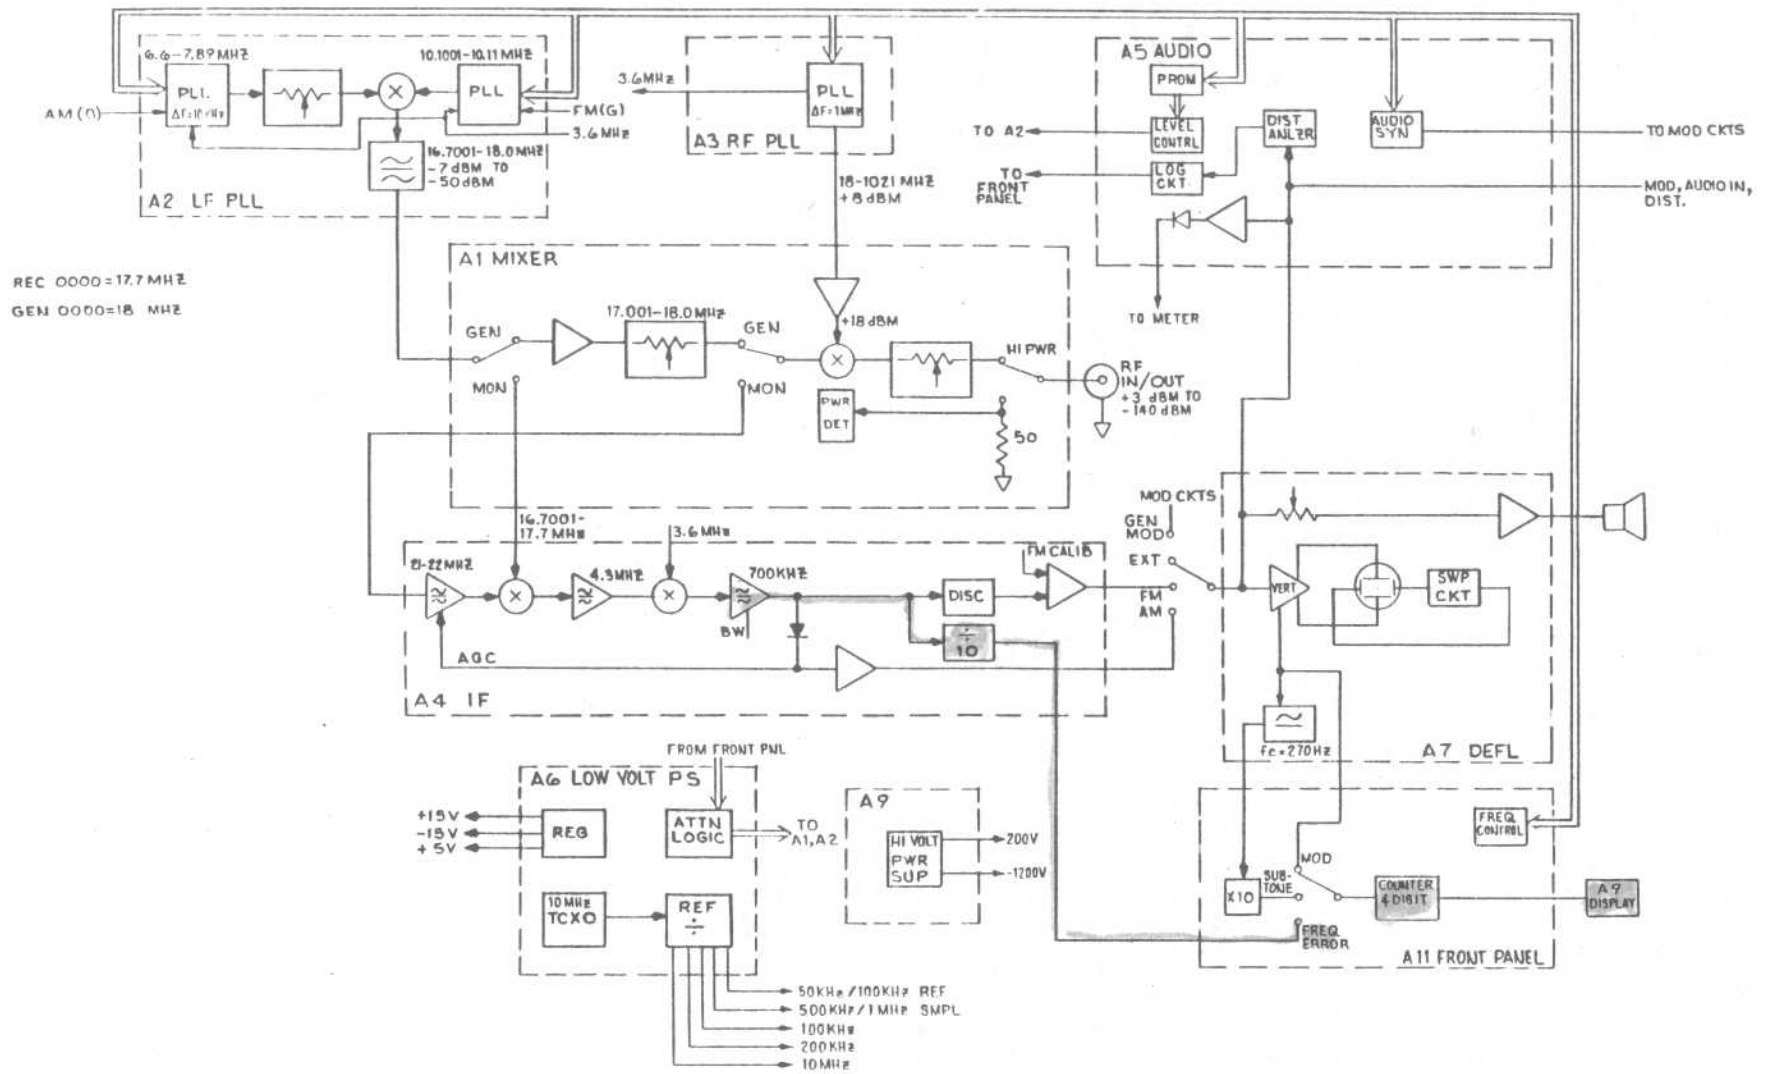 6.6-7.89MHZ
PLL
ΔF=10KHz
AM(G)
10.1001-10.11MHZ
PLL
FM(G)
3.6MHZ
16.7001-18.0MHZ
-7dBM TO
-50dBM
A2 LF PLL
3.6MHZ
PLL
ΔF=1MHZ
A3 RF PLL
18-1021 MHZ
+8dBM
A5 AUDIO
PROM
TO A2
LEVEL
CONTRL
DIST
ANLZR
AUDIO
SYN
TO MOD CKTS
TO
FRONT
PANEL
LOG
CKT
MOD, AUDIO IN,
DIST.
TO METER
REC 0000=17.7MHZ
GEN 0000=18 MHZ
A1 MIXER
GEN
MON
17.001-18.0MHZ
GEN
MON
+18dBM
PWR
DET
HI PWR
50
RF
IN/OUT
+3 dBM TO
-140dBM
16.7001-
17.7MHZ
3.6MHZ
21-22MHZ
4.3MHZ
700KHZ
BW
AGC
DISC
÷
10
FM CALIB
A4 IF
MOD CKTS
GEN
MOD
EXT
FM
AM
VERT
SWP
CKT
fc=270HZ
A7 DEFL
FROM FRONT PNL
A6 LOW VOLT PS
+15V
-15V
+5V
REG
ATTN
LOGIC
TO
A1, A2
10MHZ
TCXO
REF
÷
50KHZ/100KHZ REF
500KHZ/1MHZ SMPL
100KHZ
200KHZ
10MHZ
A9
HI VOLT
PWR
SUP
200V
-1200V
FREQ
CONTROL
MOD
SUB-
TONE
X10
FREQ
ERROR
COUNTER
4 DIGIT
A9
DISPLAY
A11 FRONT PANEL